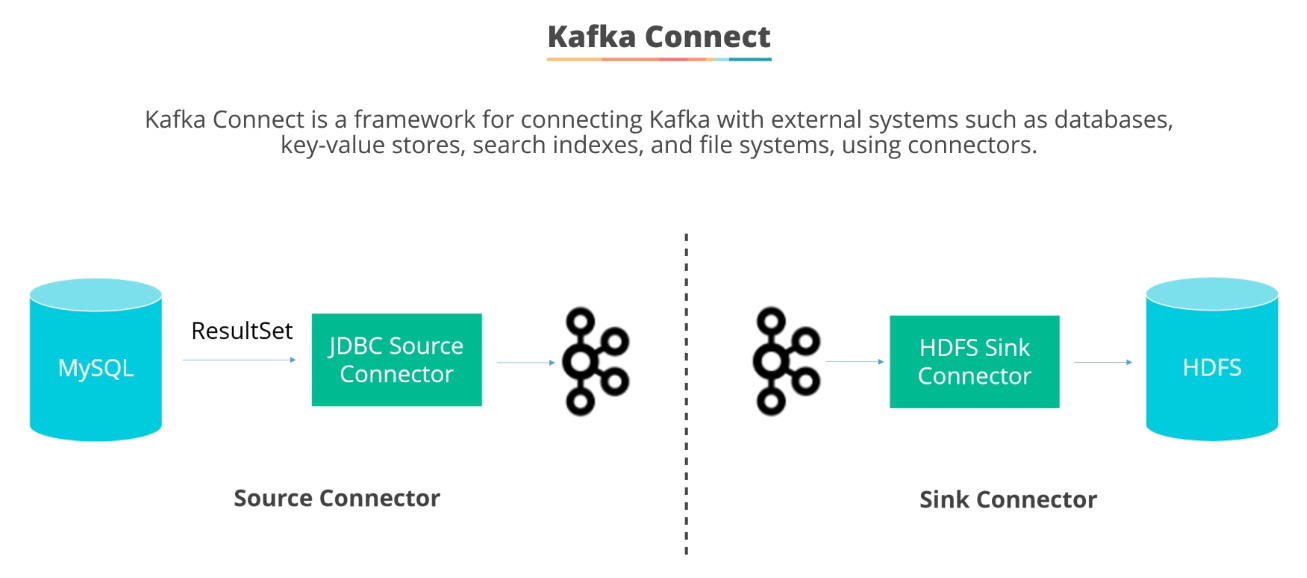 Kafka Connect
Kafka Connect is a framework for connecting Kafka with external systems such as databases,
key-value stores, search indexes, and file systems, using connectors.
MySQL
ResultSet
JDBC Source
Connector
HDFS Sink
Connector
HDFS
Source Connector
Sink Connector